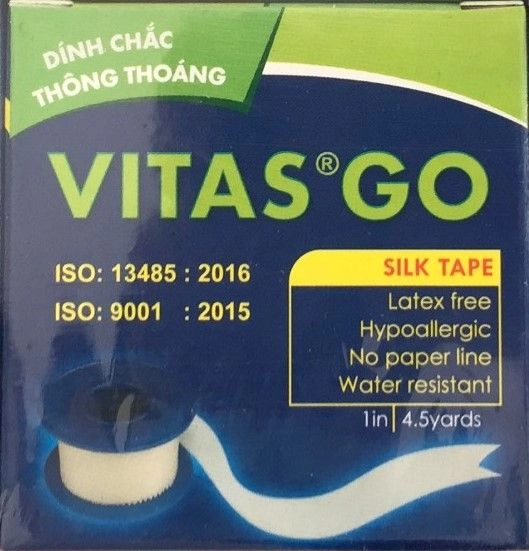 DÍNH CHẮC
THÔNG THOÁNG
VITAS® GO
ISO: 13485 : 2016
ISO: 9001 : 2015
SILK TAPE
Latex free
Hypoallergic
No paper line
Water resistant
1in | 4.5yards